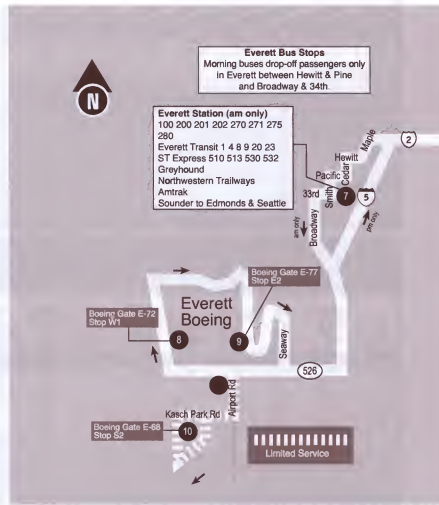 Everett Bus Stops
Morning buses drop-off passengers only
in Everett between Hewitt & Pine
and Broadway & 34th.
N
Everett Station (am only)
100 200 201 202 270 271 275
280
Everett Transit 1 4 8 9 20 23
ST Express 510 513 530 532
Greyhound
Northwestern Trailways
Amtrak
Sounder to Edmonds & Seattle
2
Maple
Hewitt
Pacific
Cedar
Smith
33rd
7
5
Broadway
am only
pm only
Boeing Gate E-77
Stop E2
Everett
Boeing
Boeing Gate E-72
Stop W1
8
9
Seaway
526
Airport Rd
Kasch Park Rd
Boeing Gate E-68
Stop S2
10
Limited Service